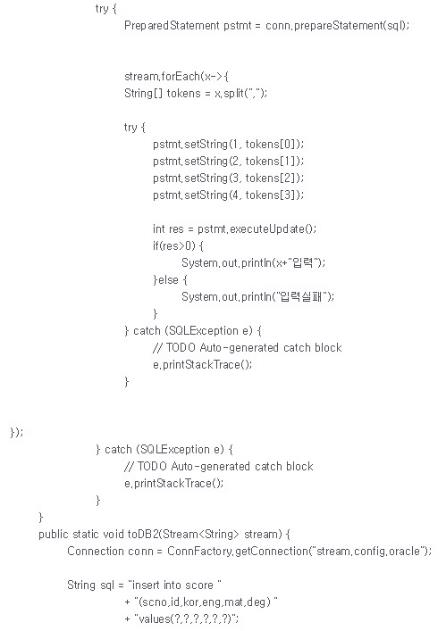 try {
PreparedStatement pstmt = conn.prepareStatement(sql);
stream.forEach(x->{
String[] tokens = x.split(",");
try {
pstmt.setString(1, tokens[0]);
pstmt.setString(2, tokens[1]);
pstmt.setString(3, tokens[2]);
pstmt.setString(4, tokens[3]);
int res = pstmt.executeUpdate();
if(res>0) {
System.out.println(x+"입력");
}else {
System.out.println("입력실패");
}
} catch (SQLException e) {
// TODO Auto-generated catch block
e.printStackTrace();
}
});
} catch (SQLException e) {
// TODO Auto-generated catch block
e.printStackTrace();
}
}
public static void toDB2(Stream<String> stream) {
Connection conn = ConnFactory.getConnection("stream.config.oracle");
String sql = "insert into score "
+ "(scno,id,kor,eng,mat,deg) "
+ "values(?,?,?,?,?,?)";